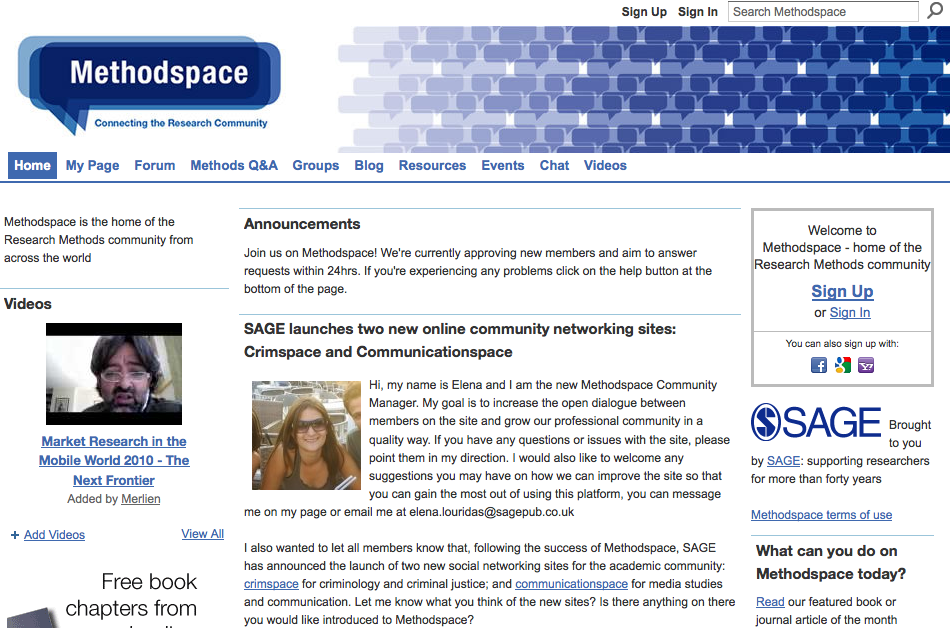 Sign Up Sign In Search Methodspace
Methodspace
Connecting the Research Community
Home My Page Forum Methods Q&A Groups Blog Resources Events Chat Videos
Methodspace is the home of the
Research Methods community from
across the world
Videos
Market Research in the
Mobile World 2010 - The
Next Frontier
Added by Merlien
+ Add Videos View All
Free book
chapters from
Announcements
Join us on Methodspace! We're currently approving new members and aim to answer
requests within 24hrs. If you're experiencing any problems click on the help button at the
bottom of the page.
SAGE launches two new online community networking sites:
Crimspace and Communicationspace
Hi, my name is Elena and I am the new Methodspace Community
Manager. My goal is to increase the open dialogue between
members on the site and grow our professional community in a
quality way. If you have any questions or issues with the site, please
point them in my direction. I would also like to welcome any
suggestions you may have on how we can improve the site so that
you can gain the most out of using this platform, you can message
me on my page or email me at elena.louridas@sagepub.co.uk
I also wanted to let all members know that, following the success of Methodspace, SAGE
has announced the launch of two new social networking sites for the academic community:
crimspace for criminology and criminal justice; and communicationspace for media studies
and communication. Let me know what you think of the new sites? Is there anything on there
you would like introduced to Methodspace?
Welcome to
Methodspace - home of the
Research Methods community
Sign Up
or Sign In
You can also sign up with:
f Y!
S SAGE Brought
to you
by SAGE: supporting researchers
for more than forty years
Methodspace terms of use
What can you do on
Methodspace today?
Read our featured book or
journal article of the month